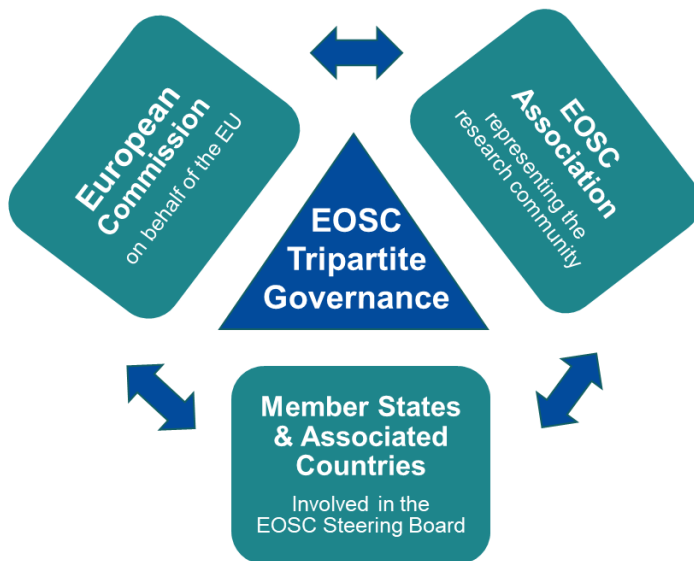 European
Commission
on behalf of the EU
EOSC
Association
representing the
research community
EOSC
Tripartite
Governance
Member States
& Associated
Countries
Involved in the
EOSC Steering Board